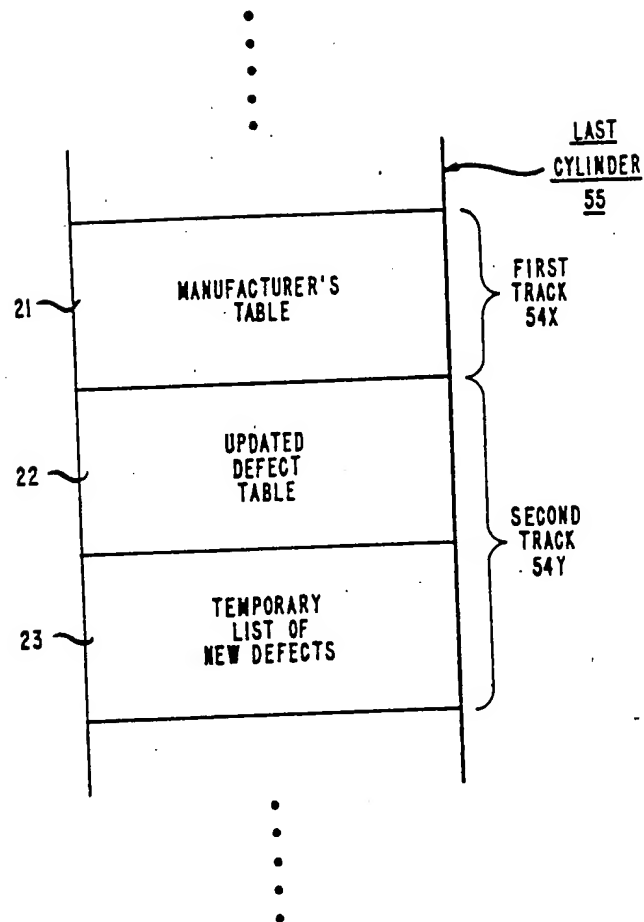 LAST
CYLINDER
55
21
MANUFACTURER'S
TABLE
FIRST
TRACK
54X
22
UPDATED
DEFECT
TABLE
SECOND
TRACK
54Y
23
TEMPORARY
LIST OF
NEW DEFECTS